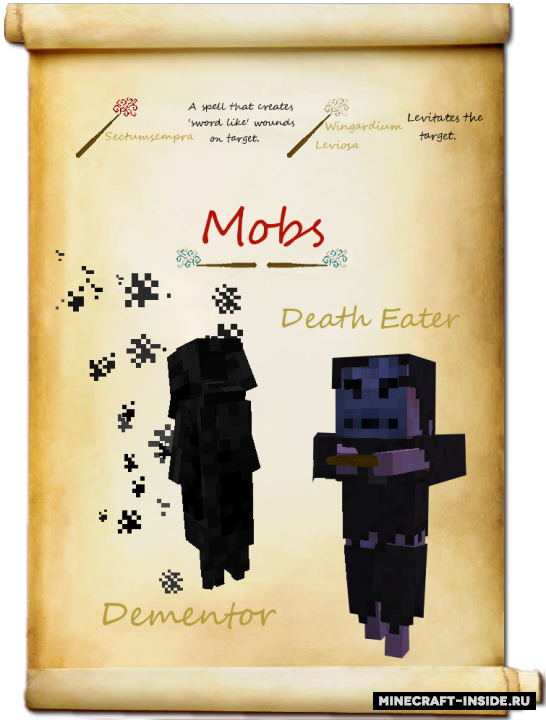 Sectumsempra
A spell that creates
'sword like' wounds
on target.
Wingardium
Leviosa
Levitates the
target.
Mobs
Death Eater
Dementor
MINECRAFT-INSIDE.RU